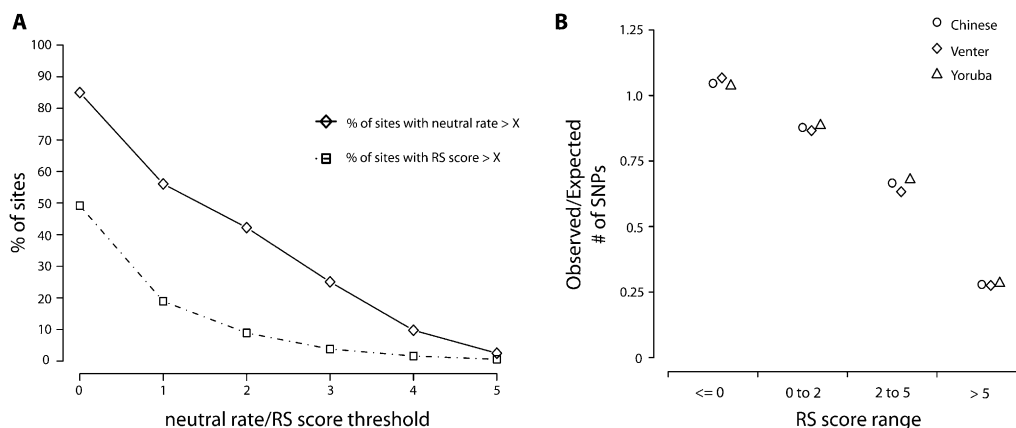 A
100
90
80
70
60
50
40
30
20
10
0
% of sites
% of sites with neutral rate > X
% of sites with RS score > X
0 1 2 3 4 5
neutral rate/RS score threshold
B
1.25
1.0
0.75
0.5
0.25
0
Observed/Expected
# of SNPs
Chinese
Venter
Yoruba
<= 0 0 to 2 2 to 5 > 5
RS score range